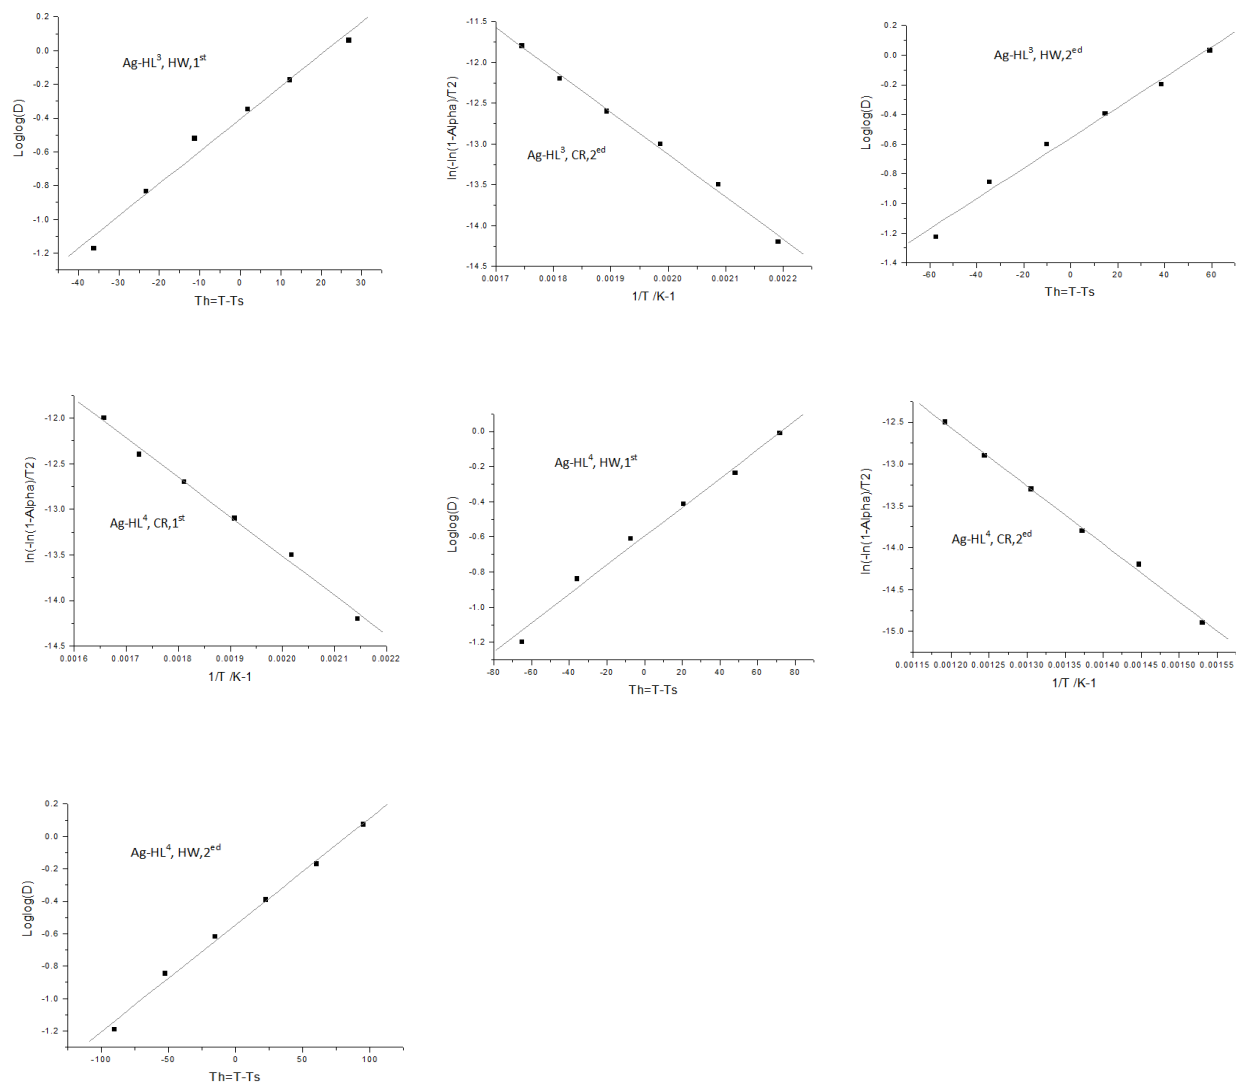 0.2
0.0
-0.2
-0.4
-0.6
-0.8
-1.0
-1.2
Loglog(D)
Ag-HL³, HW,1ˢᵗ
-40 -30 -20 -10 0 10 20 30
Th=T-Ts
-11.5
-12.0
-12.5
-13.0
-13.5
-14.0
-14.5
ln(-ln(1-Alpha)/T2)
Ag-HL³, CR,2ᵉᵈ
0.0017 0.0018 0.0019 0.0020 0.0021 0.0022
1/T /K-1
0.2
0.0
-0.2
-0.4
-0.6
-0.8
-1.0
-1.2
-1.4
Loglog(D)
Ag-HL³, HW,2ᵉᵈ
-60 -40 -20 0 20 40 60
Th=T-Ts
-12.0
-12.5
-13.0
-13.5
-14.0
-14.5
ln(-ln(1-Alpha)/T2)
Ag-HL⁴, CR,1ˢᵗ
0.0016 0.0017 0.0018 0.0019 0.0020 0.0021 0.0022
1/T /K-1
0.0
-0.2
-0.4
-0.6
-0.8
-1.0
-1.2
Loglog(D)
Ag-HL⁴, HW,1ˢᵗ
-80 -60 -40 -20 0 20 40 60 80
Th=T-Ts
-12.5
-13.0
-13.5
-14.0
-14.5
-15.0
ln(-ln(1-Alpha)/T2)
Ag-HL⁴, CR,2ᵉᵈ
0.00115 0.00120 0.00125 0.00130 0.00135 0.00140 0.00145 0.00150 0.00155
1/T /K-1
0.2
0.0
-0.2
-0.4
-0.6
-0.8
-1.0
-1.2
Loglog(D)
Ag-HL⁴, HW,2ᵉᵈ
-100 -50 0 50 100
Th=T-Ts